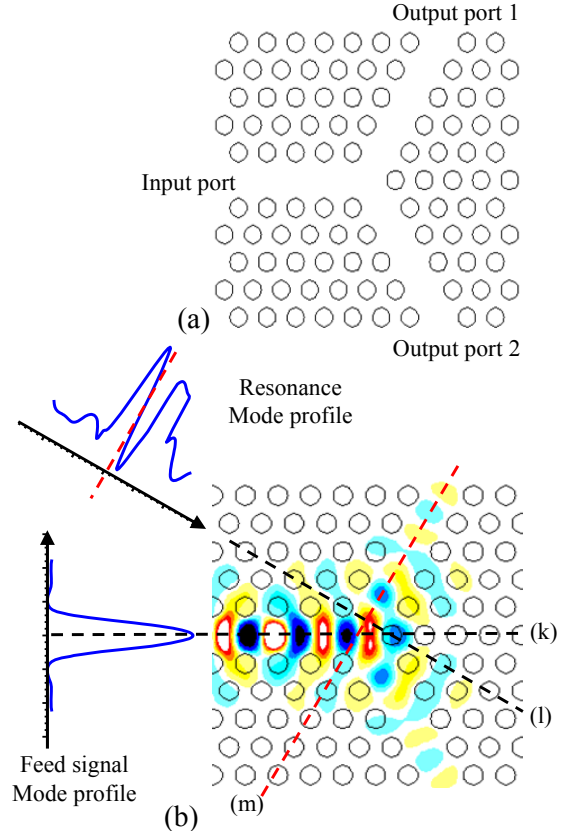 Output port 1
Input port
(a)
Output port 2
Resonance
Mode profile
(k)
(l)
Feed signal
Mode profile
(b)
(m)